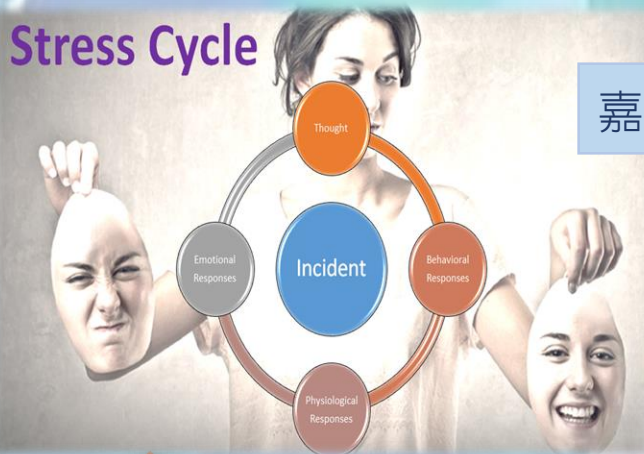 Stress Cycle
嘉
Thought
Emotional
Responses
Incident
Behavioral
Responses
Physiological
Responses